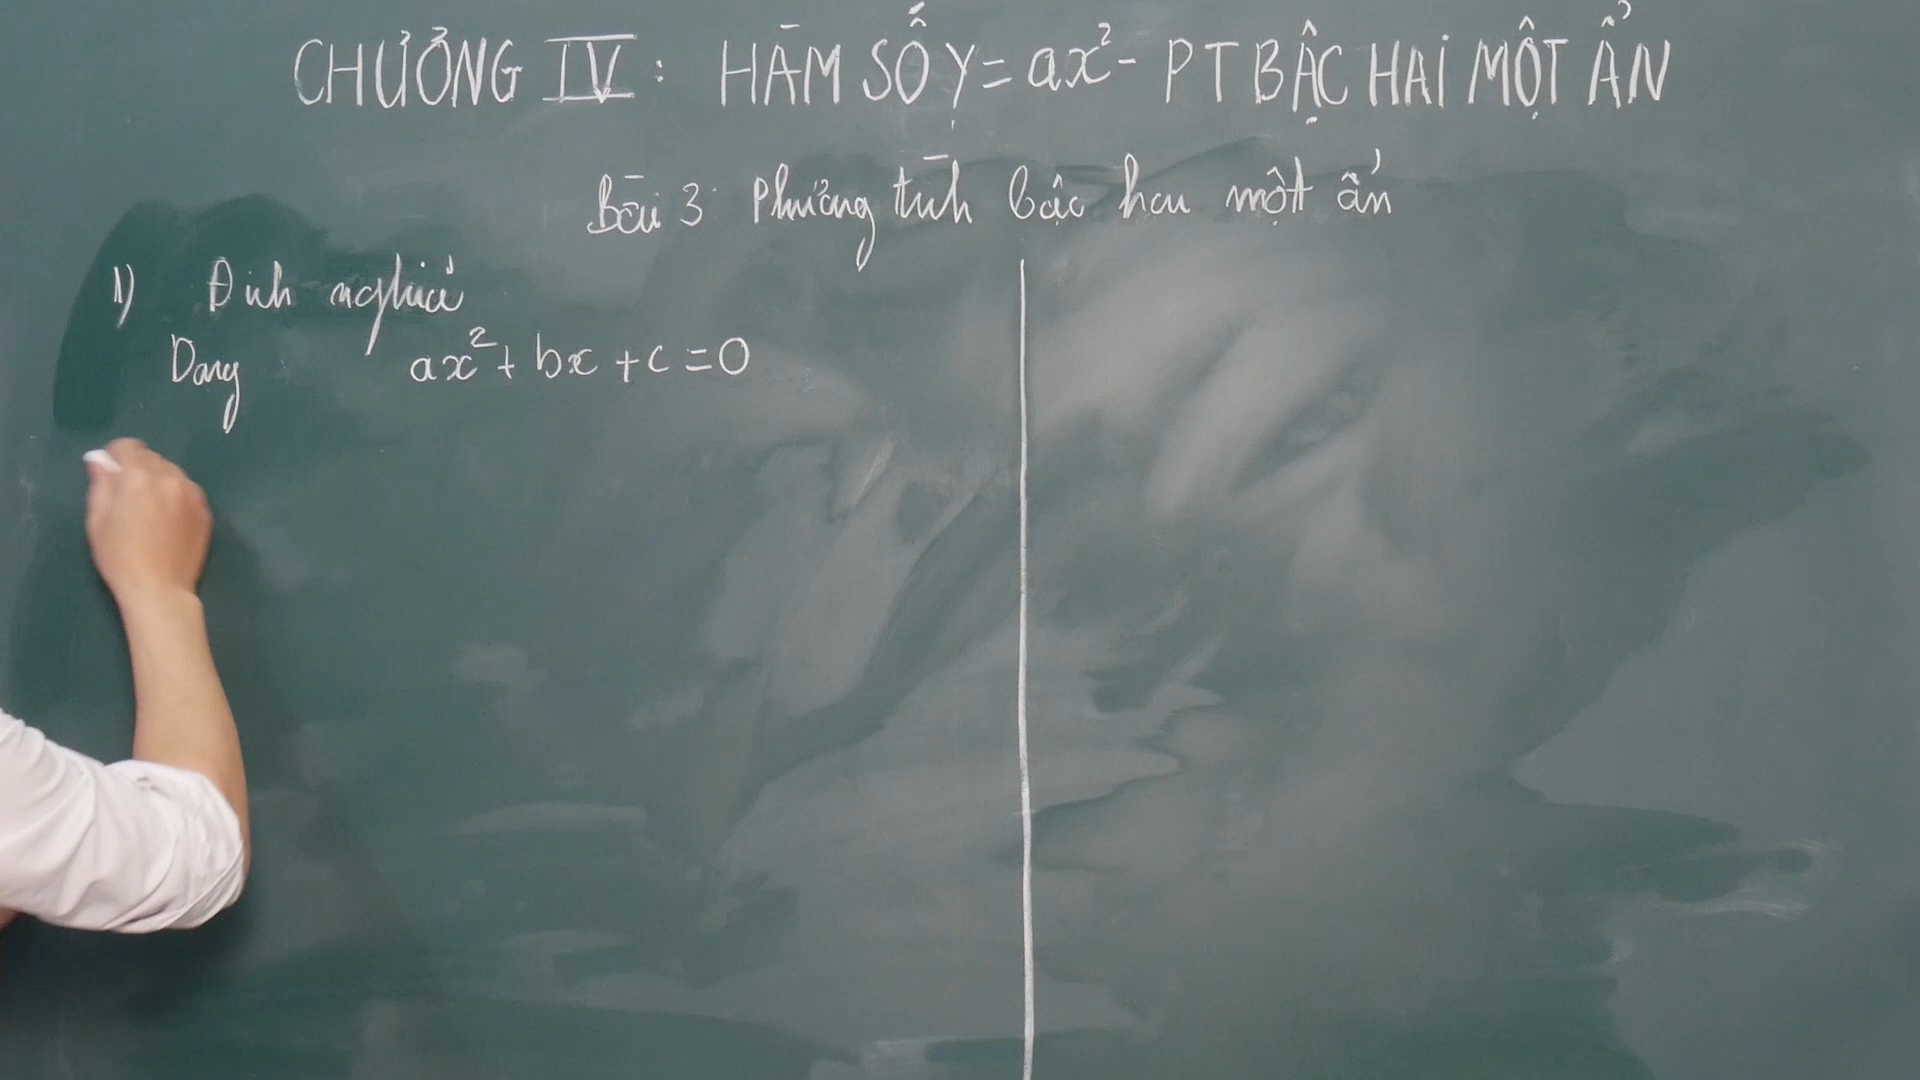 CHƯƠNG IV: HÀM SỐ Y = ax² - PT BẬC HAI MỘT ẨN
Bài 3: Phương trình bậc hai một ẩn
1) Định nghĩa
Dạng ax² + bx + c = 0